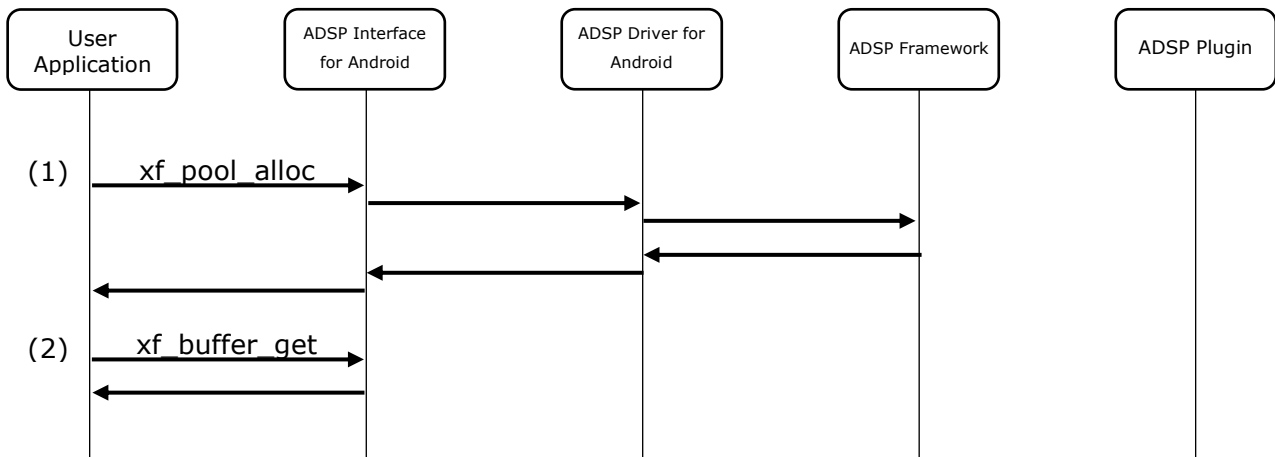 User
Application
ADSP Interface
for Android
ADSP Driver for
Android
ADSP Framework
ADSP Plugin
(1)
xf_pool_alloc
(2)
xf_buffer_get